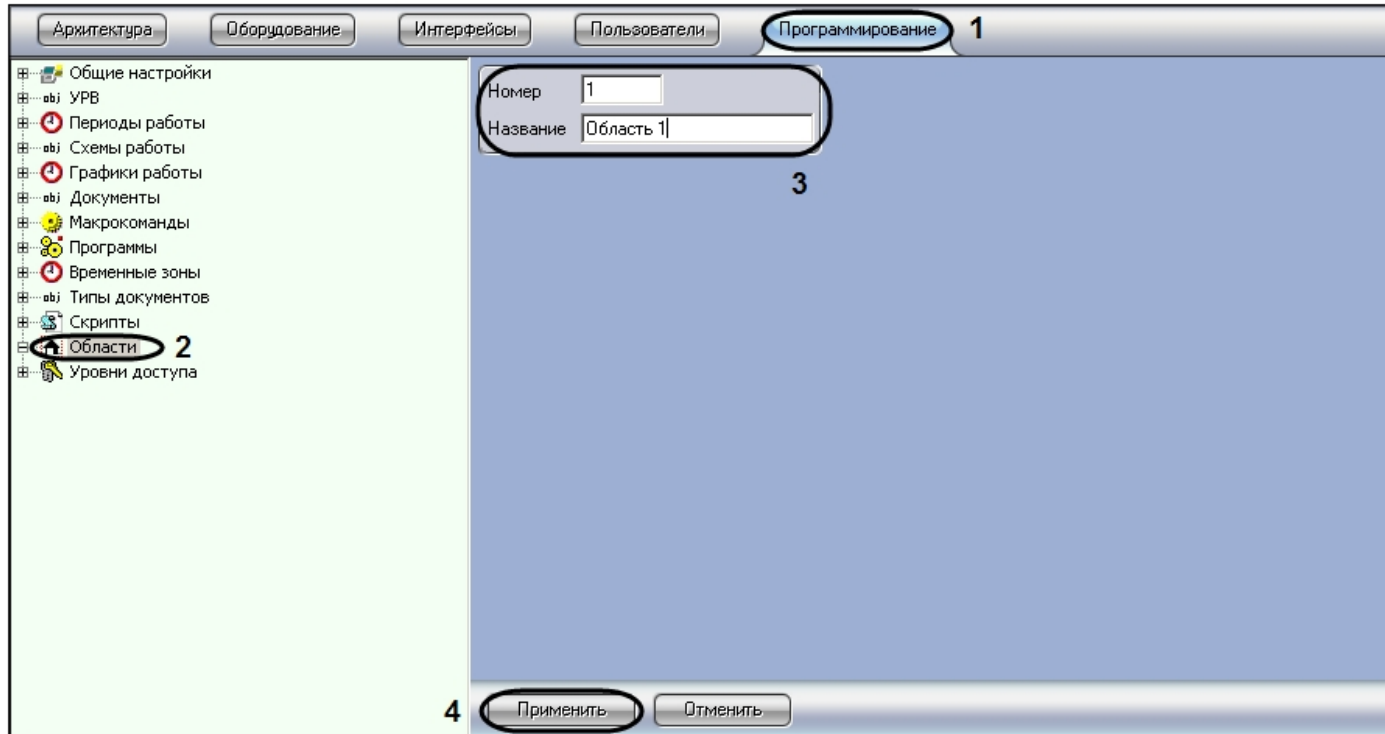 Архитектура Оборудование Интерфейсы Пользователи Программирование 1
Общие настройки
obj УРВ
Периоды работы
obj Схемы работы
Графики работы
obj Документы
Макрокоманды
Программы
Временные зоны
obj Типы документов
Скрипты
Области 2
Уровни доступа
Номер 1
Название Область 1
3
4 Применить Отменить